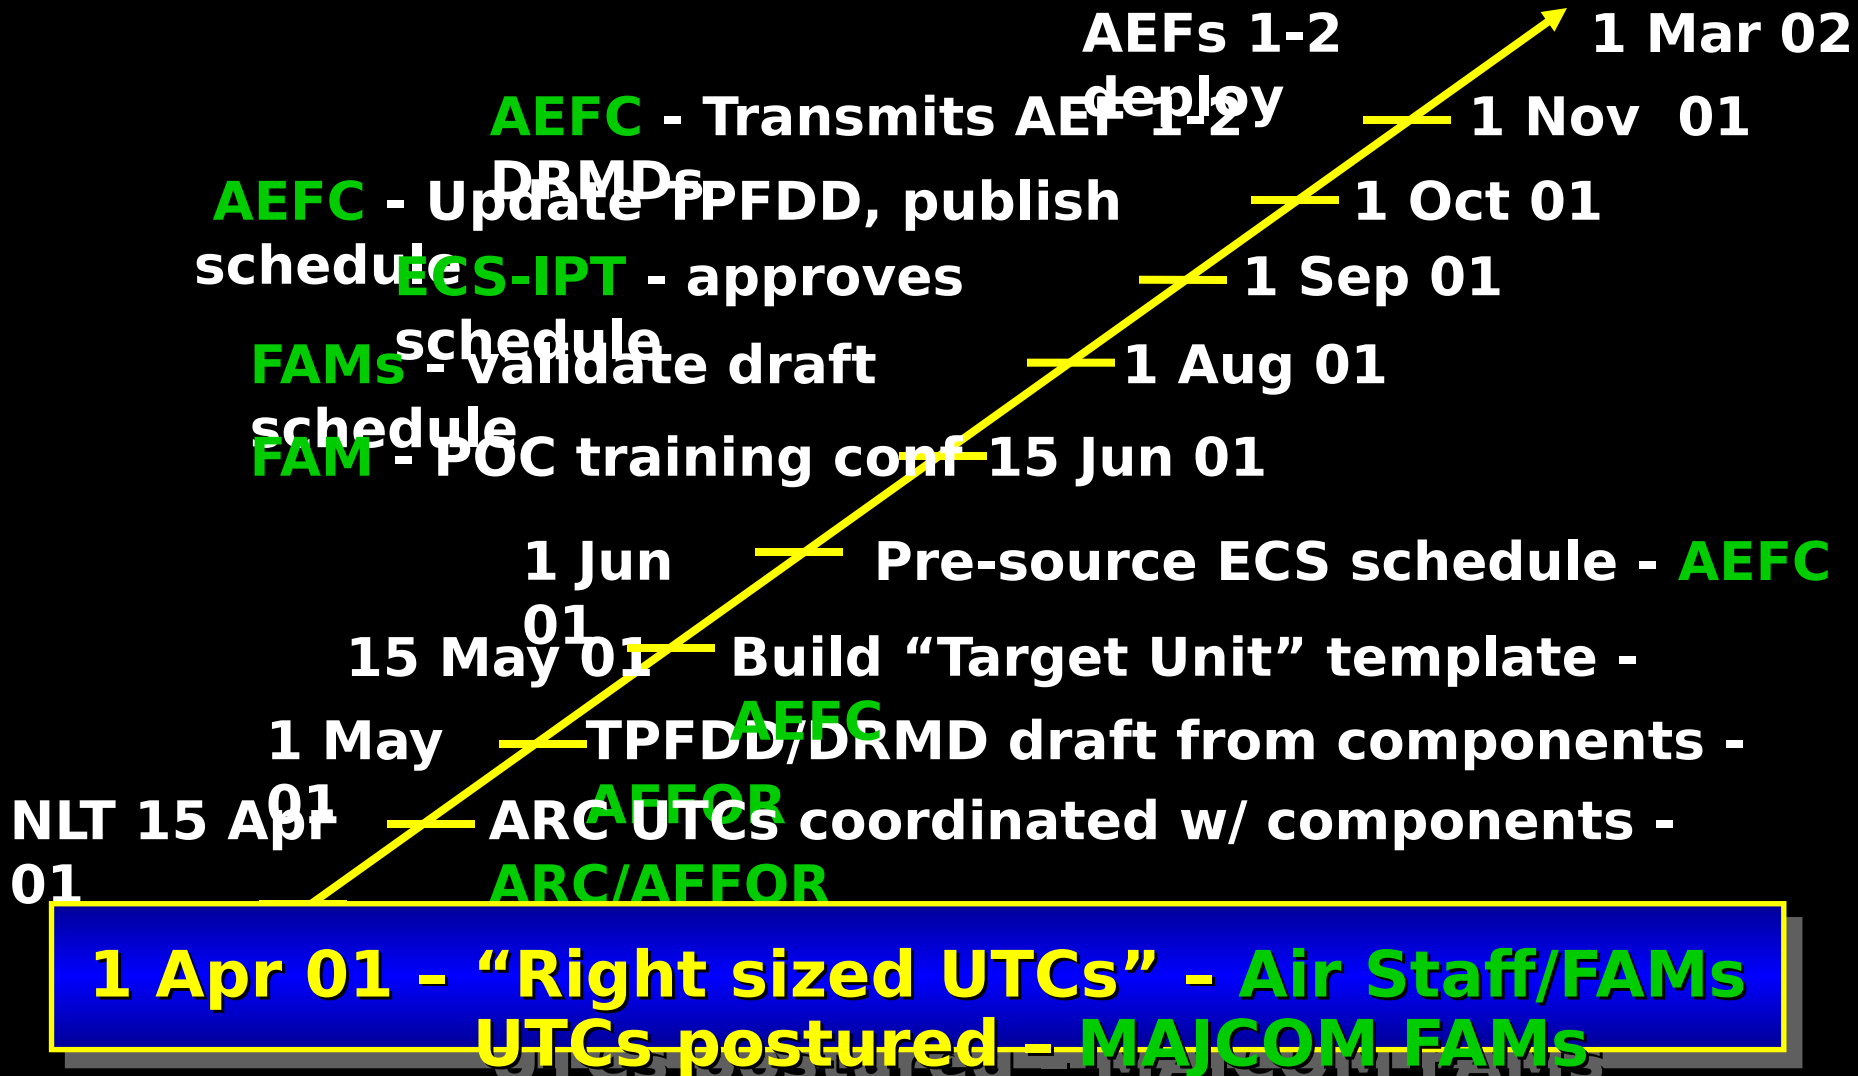 AEFs 1-2
deploy
1 Mar 02
AEFC - Transmits AEF 1-2
DRMDs
1 Nov  01
AEFC - Update TPFDD, publish
schedule
1 Oct 01
ECS-IPT - approves
schedule
1 Sep 01
FAMs - validate draft
schedule
1 Aug 01
FAM - POC training conf
15 Jun 01
1 Jun
01
Pre-source ECS schedule - AEFC
15 May 01
Build “Target Unit” template -
AEFC
1 May
01
TPFDD/DRMD draft from components -
AFFOR
NLT 15 Apr
01
ARC UTCs coordinated w/ components -
ARC/AFFOR
1 Apr 01 – “Right sized UTCs” – Air Staff/FAMs
UTCs postured – MAJCOM FAMs